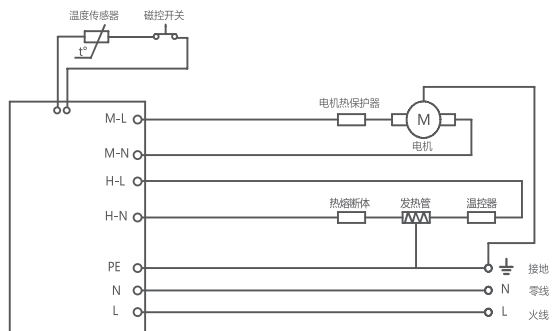 温度传感器 磁控开关
t°
电机热保护器
M-L
M
电机
M-N
H-L
热熔断体 发热管 温控器
H-N
PE 接地
N N 零线
L L 火线